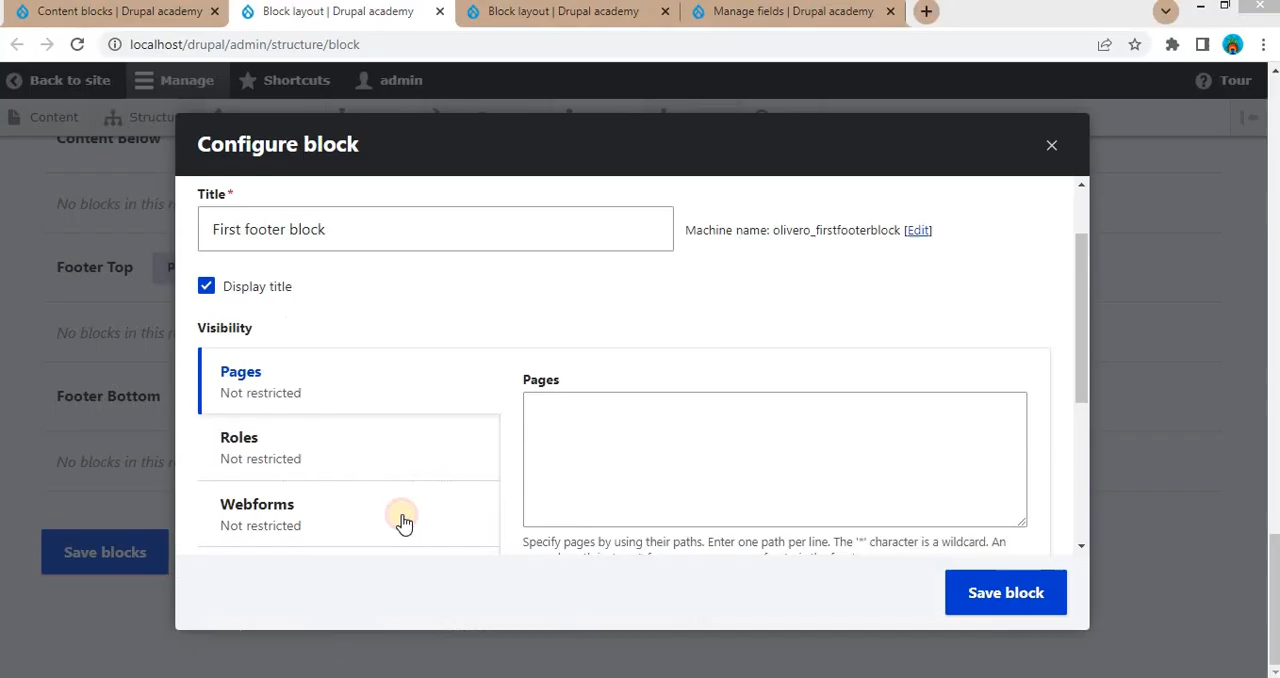 Content blocks | Drupal academy
Block layout | Drupal academy
Block layout | Drupal academy
Manage fields | Drupal academy
localhost/drupal/admin/structure/block
Back to site
Manage
Shortcuts
admin
Tour
Content
Structu
Content Below
Configure block
Title*
No blocks in this r
First footer block
Machine name: olivero_firstfooterblock [Edit]
Footer Top
P
Display title
Visibility
No blocks in this r
Pages
Not restricted
Pages
Footer Bottom
Roles
Not restricted
No blocks in this r
Webforms
Not restricted
Specify pages by using their paths. Enter one path per line. The '*' character is a wildcard. An
Save blocks
Save block